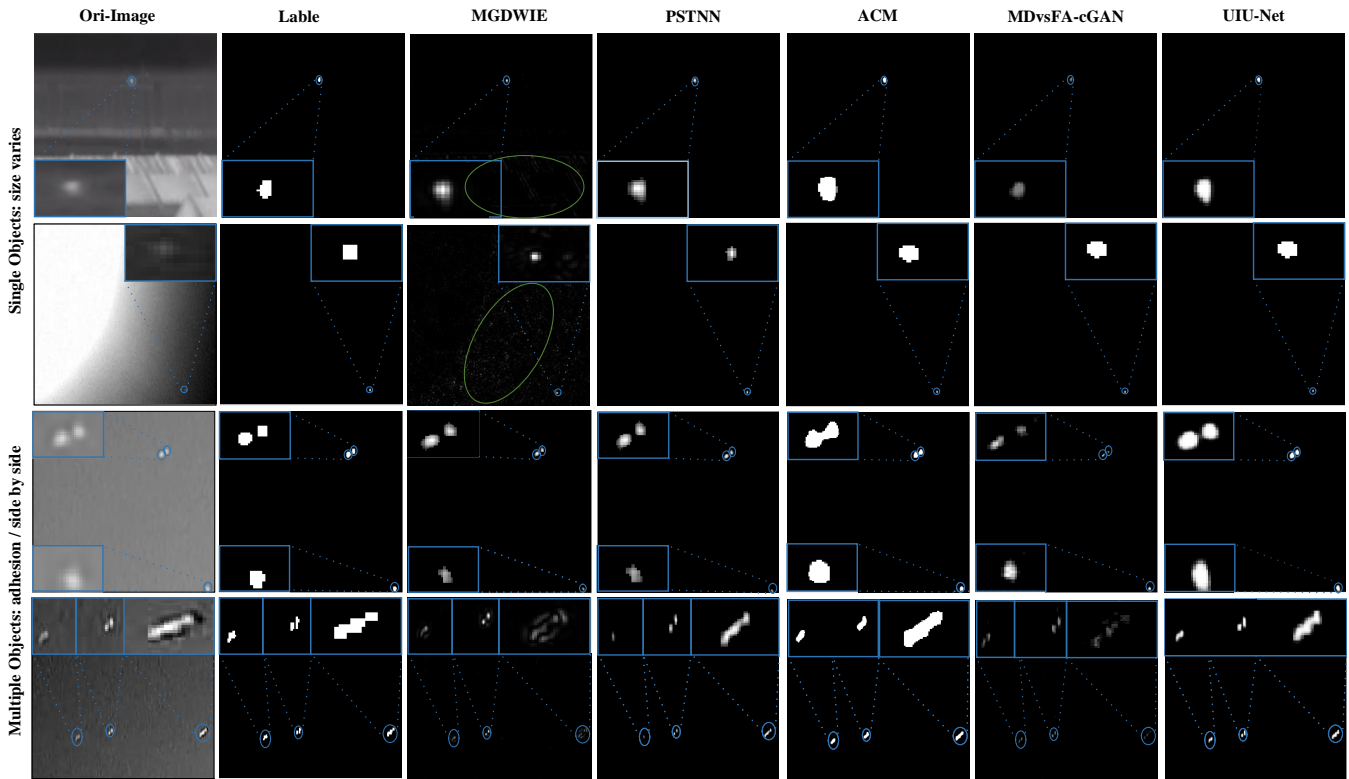 Ori-Image Lable MGDWIE PSTNN ACM MDvsFA-cGAN UIU-Net
Single Objects: size varies
Multiple Objects: adhesion / side by side